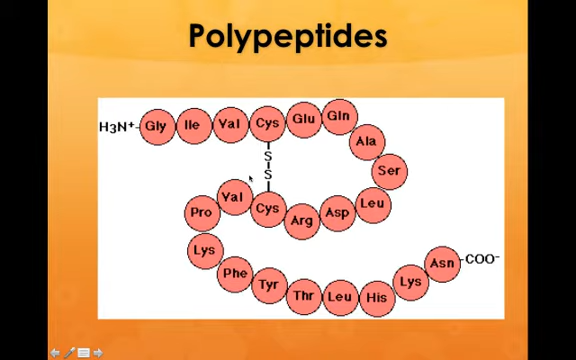 Polypeptides
H3N+ Gly Ile Val Cys Glu Gln Ala Ser Leu Asp Arg Cys Val Pro Lys Phe Tyr Thr Leu His Lys Asn COO-
S
S